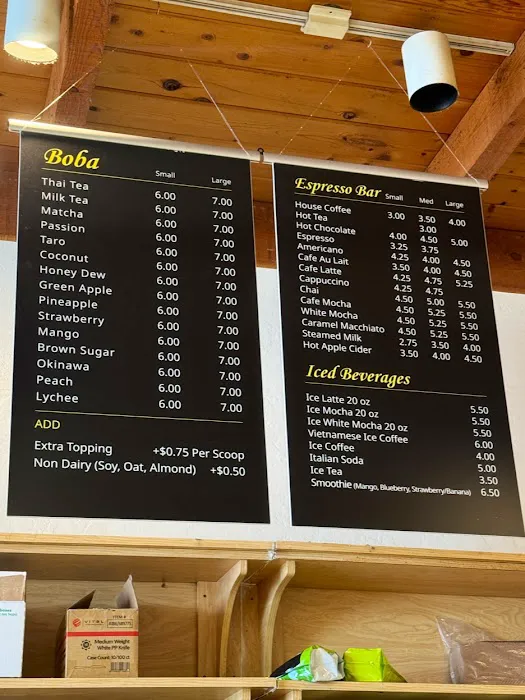 Boba Small Large
Thai Tea 6.00 7.00
Milk Tea 6.00 7.00
Matcha 6.00 7.00
Passion 6.00 7.00
Taro 6.00 7.00
Coconut 6.00 7.00
Honey Dew 6.00 7.00
Green Apple 6.00 7.00
Pineapple 6.00 7.00
Strawberry 6.00 7.00
Mango 6.00 7.00
Brown Sugar 6.00 7.00
Okinawa 6.00 7.00
Peach 6.00 7.00
Lychee 6.00 7.00
ADD
Extra Topping +$0.75 Per Scoop
Non Dairy (Soy, Oat, Almond) +$0.50
Espresso Bar Small Med Large
House Coffee 3.00 3.50 4.00
Hot Tea 3.00
Hot Chocolate 4.00 4.50 5.00
Espresso 3.25 3.75
Americano 4.25 4.00 4.50
Cafe Au Lait 3.50 4.00 4.50
Cafe Latte 4.25 4.75 5.25
Cappuccino 4.25 4.75
Chai 4.50 5.00 5.50
Cafe Mocha 4.50 5.25 5.50
White Mocha 4.50 5.25 5.50
Caramel Macchiato 4.50 5.25 5.50
Steamed Milk 2.75 3.50 4.00
Hot Apple Cider 3.50 4.00 4.50
Iced Beverages
Ice Latte 20 oz 5.50
Ice Mocha 20 oz 5.50
Ice White Mocha 20 oz 5.50
Vietnamese Ice Coffee 6.00
Ice Coffee 4.00
Italian Soda 5.00
Ice Tea 3.50
Smoothie (Mango, Blueberry, Strawberry/Banana) 6.50
Medium Weight
White PP Knife
Case Count: 10/100 ct